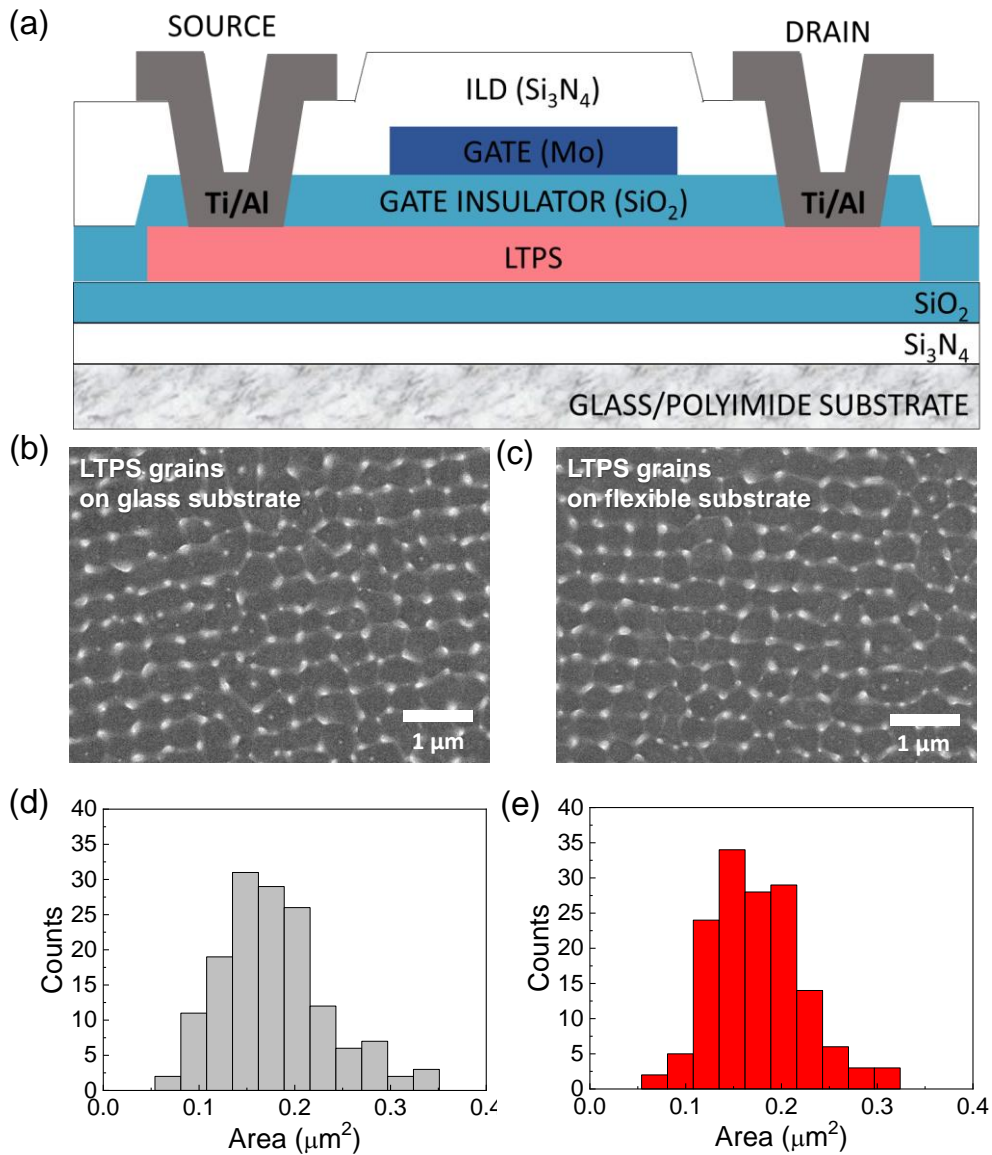 (a)
SOURCE
DRAIN
ILD (Si₃N₄)
GATE (Mo)
Ti/Al
GATE INSULATOR (SiO₂)
Ti/Al
LTPS
SiO₂
Si₃N₄
GLASS/POLYIMIDE SUBSTRATE
(b)
LTPS grains
on glass substrate
1 μm
(c)
LTPS grains
on flexible substrate
1 μm
(d)
40
35
30
25
20
15
10
5
0
Counts
0.0
0.1
0.2
0.3
0.4
Area (μm²)
(e)
40
35
30
25
20
15
10
5
0
Counts
0.0
0.1
0.2
0.3
0.4
Area (μm²)